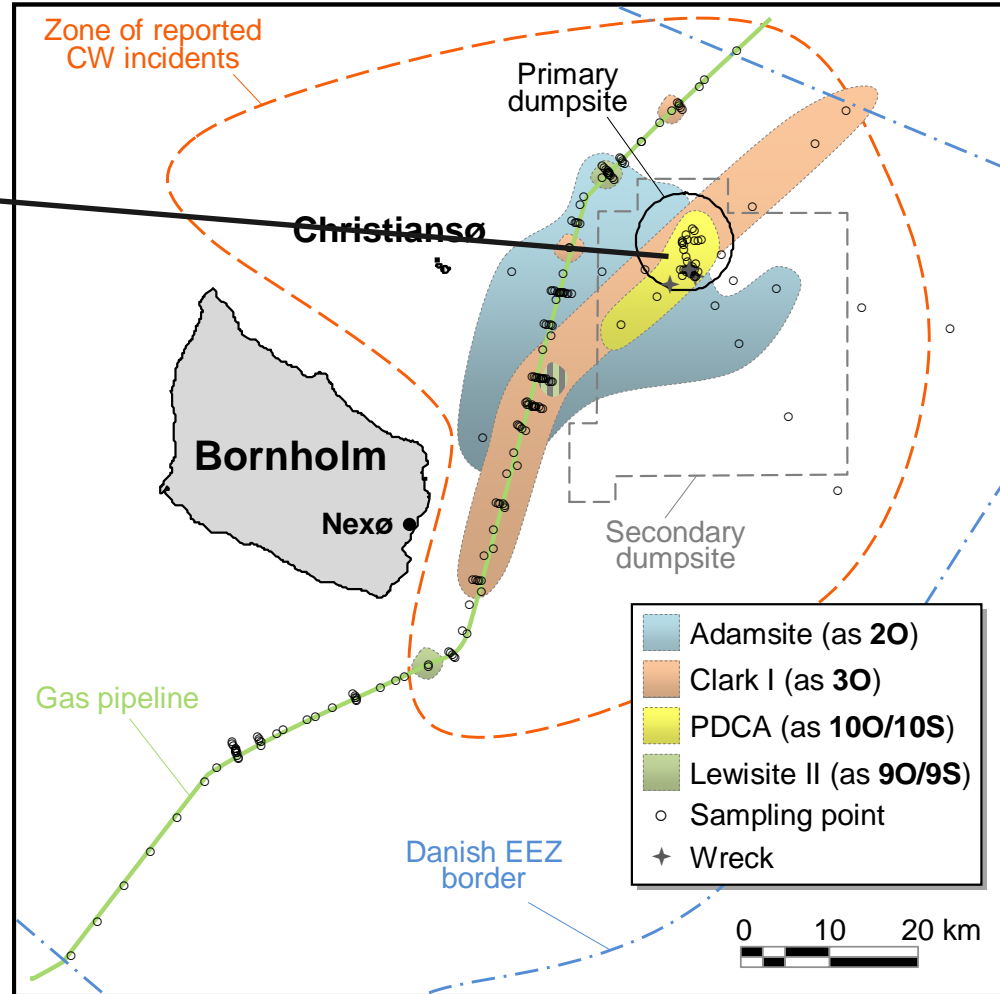 Zone of reported
CW incidents
Primary
dumpsite
Christiansø
Bornholm
Nexø
Secondary
dumpsite
Gas pipeline
Danish EEZ
border
Adamsite (as 2O)
Clark I (as 3O)
PDCA (as 10O/10S)
Lewisite II (as 9O/9S)
Sampling point
Wreck
0 10 20 km